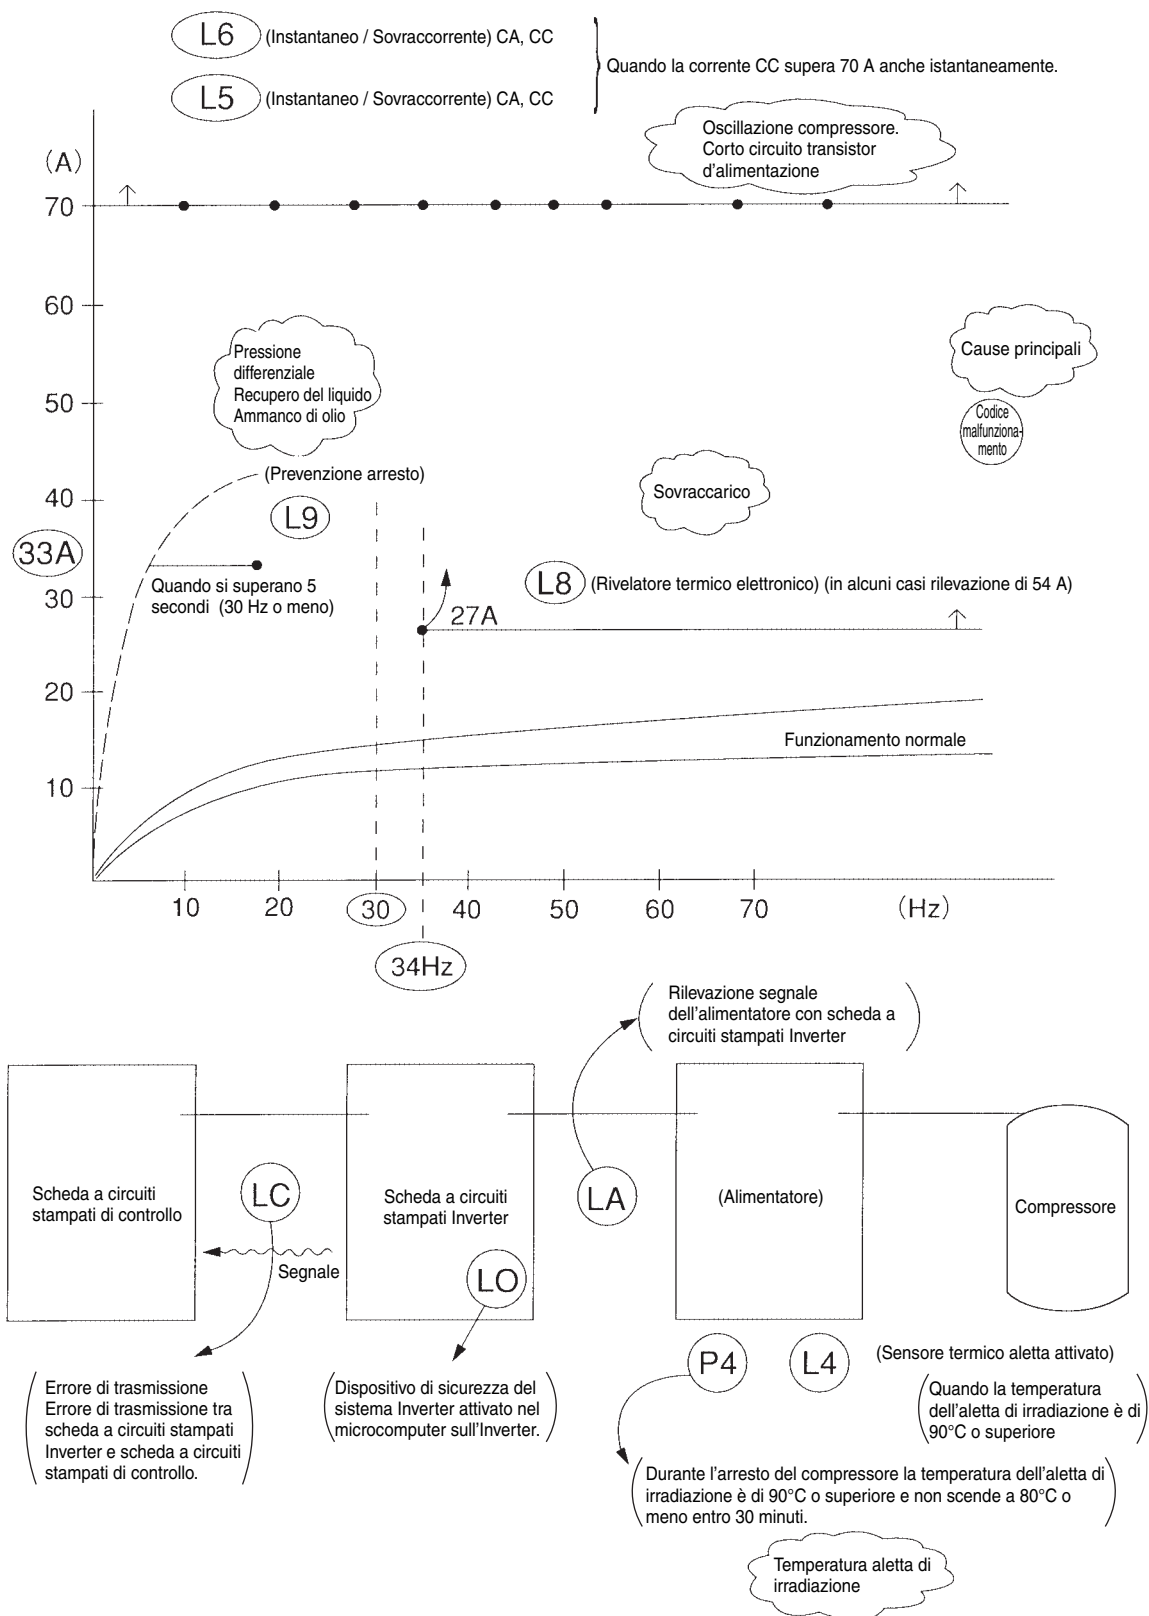 L6 (Instantaneo / Sovraccorrente) CA, CC
L5 (Instantaneo / Sovraccorrente) CA, CC
Quando la corrente CC supera 70 A anche istantaneamente.
Oscillazione compressore.
Corto circuito transistor
d'alimentazione
(A)
70
60
50
40
33A
30
20
10
Pressione
differenziale
Recupero del liquido
Ammanco di olio
Cause principali
Codice
malfunziona-
mento
(Prevenzione arresto)
L9
Sovraccarico
Quando si superano 5
secondi (30 Hz o meno)
L8 (Rivelatore termico elettronico) (in alcuni casi rilevazione di 54 A)
27A
Funzionamento normale
10 20 30 40 50 60 70 (Hz)
34Hz
Rilevazione segnale
dell'alimentatore con scheda a
circuiti stampati Inverter
Scheda a circuiti
stampati di controllo
LC
Segnale
Scheda a circuiti
stampati Inverter
LO
LA
(Alimentatore)
Compressore
P4
L4
(Sensore termico aletta attivato)
Quando la temperatura
dell'aletta di irradiazione è di
90°C o superiore
Errore di trasmissione
Errore di trasmissione tra
scheda a circuiti stampati
Inverter e scheda a circuiti
stampati di controllo.
Dispositivo di sicurezza del
sistema Inverter attivato nel
microcomputer sull'Inverter.
Durante l'arresto del compressore la temperatura dell'aletta di
irradiazione è di 90°C o superiore e non scende a 80°C o
meno entro 30 minuti.
Temperatura aletta di
irradiazione